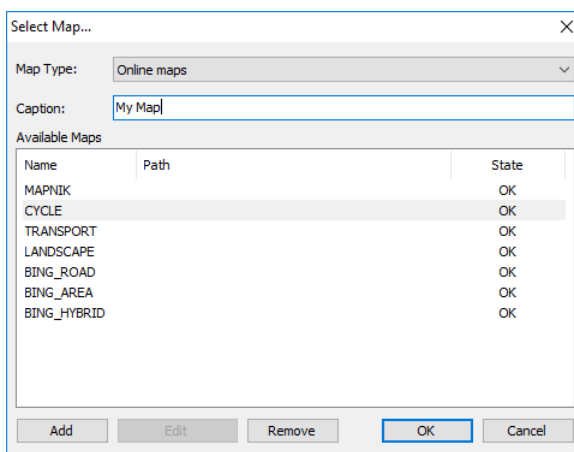 Select Map...
Map Type: Online maps
Caption: My Map
Available Maps
Name Path State
MAPNIK OK
CYCLE OK
TRANSPORT OK
LANDSCAPE OK
BING_ROAD OK
BING_AREA OK
BING_HYBRID OK
Add Edit Remove OK Cancel